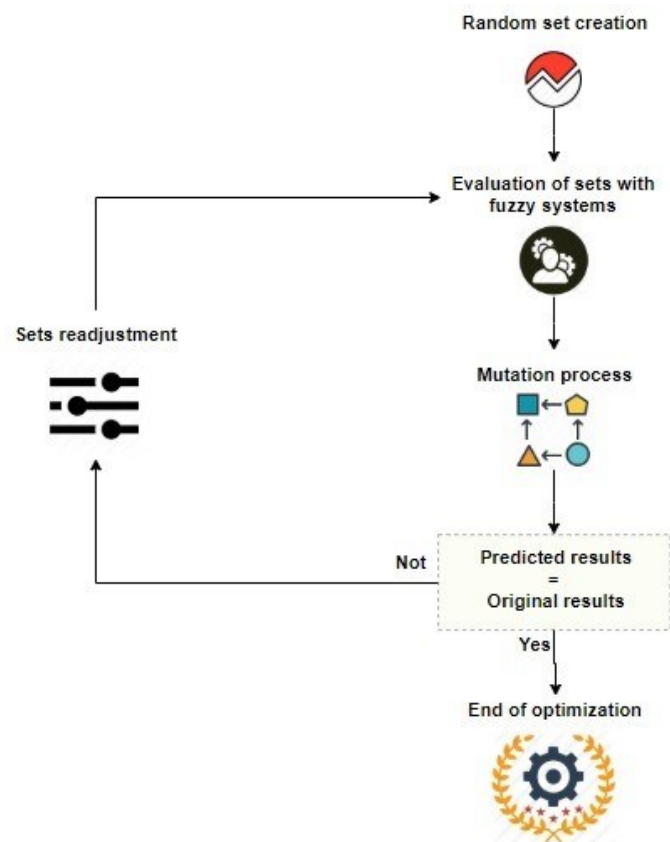 Random set creation
Evaluation of sets with
fuzzy systems
Sets readjustment
Mutation process
Not
Predicted results
=
Original results
Yes
End of optimization